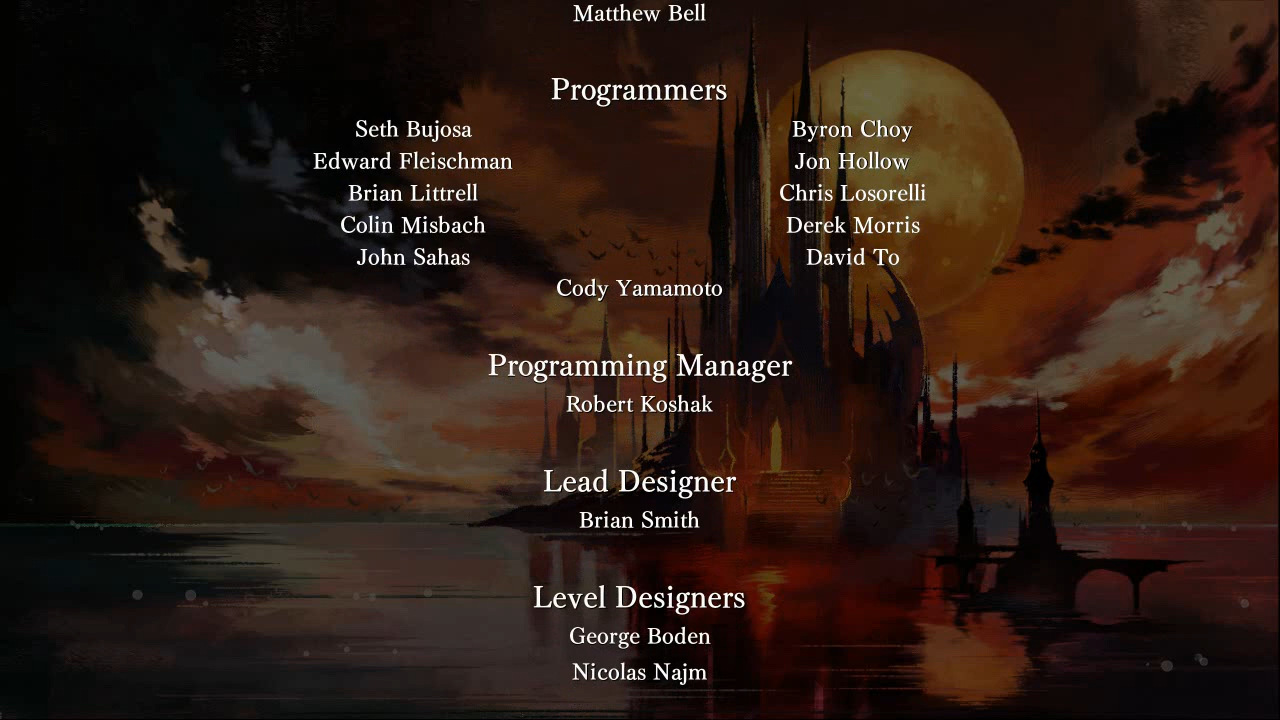 Matthew Bell
Programmers
Seth Bujosa Byron Choy
Edward Fleischman Jon Hollow
Brian Littrell Chris Losorelli
Colin Misbach Derek Morris
John Sahas David To
Cody Yamamoto
Programming Manager
Robert Koshak
Lead Designer
Brian Smith
Level Designers
George Boden
Nicolas Najm